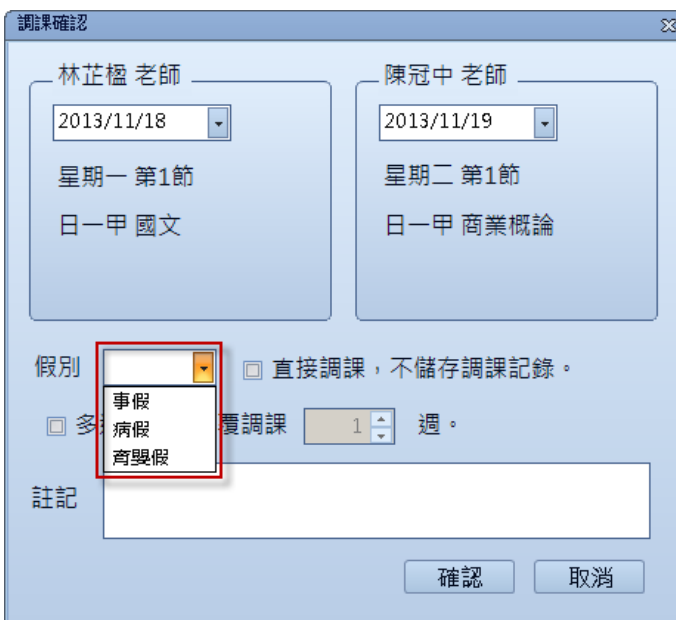 調課確認
林芷楹 老師
2013/11/18
星期一 第1節
日一甲 國文
陳冠中 老師
2013/11/19
星期二 第1節
日一甲 商業概論
假別
直接調課，不儲存調課記錄。
事假
病假
育嬰假
多 覆調課 1 週。
註記
確認 取消